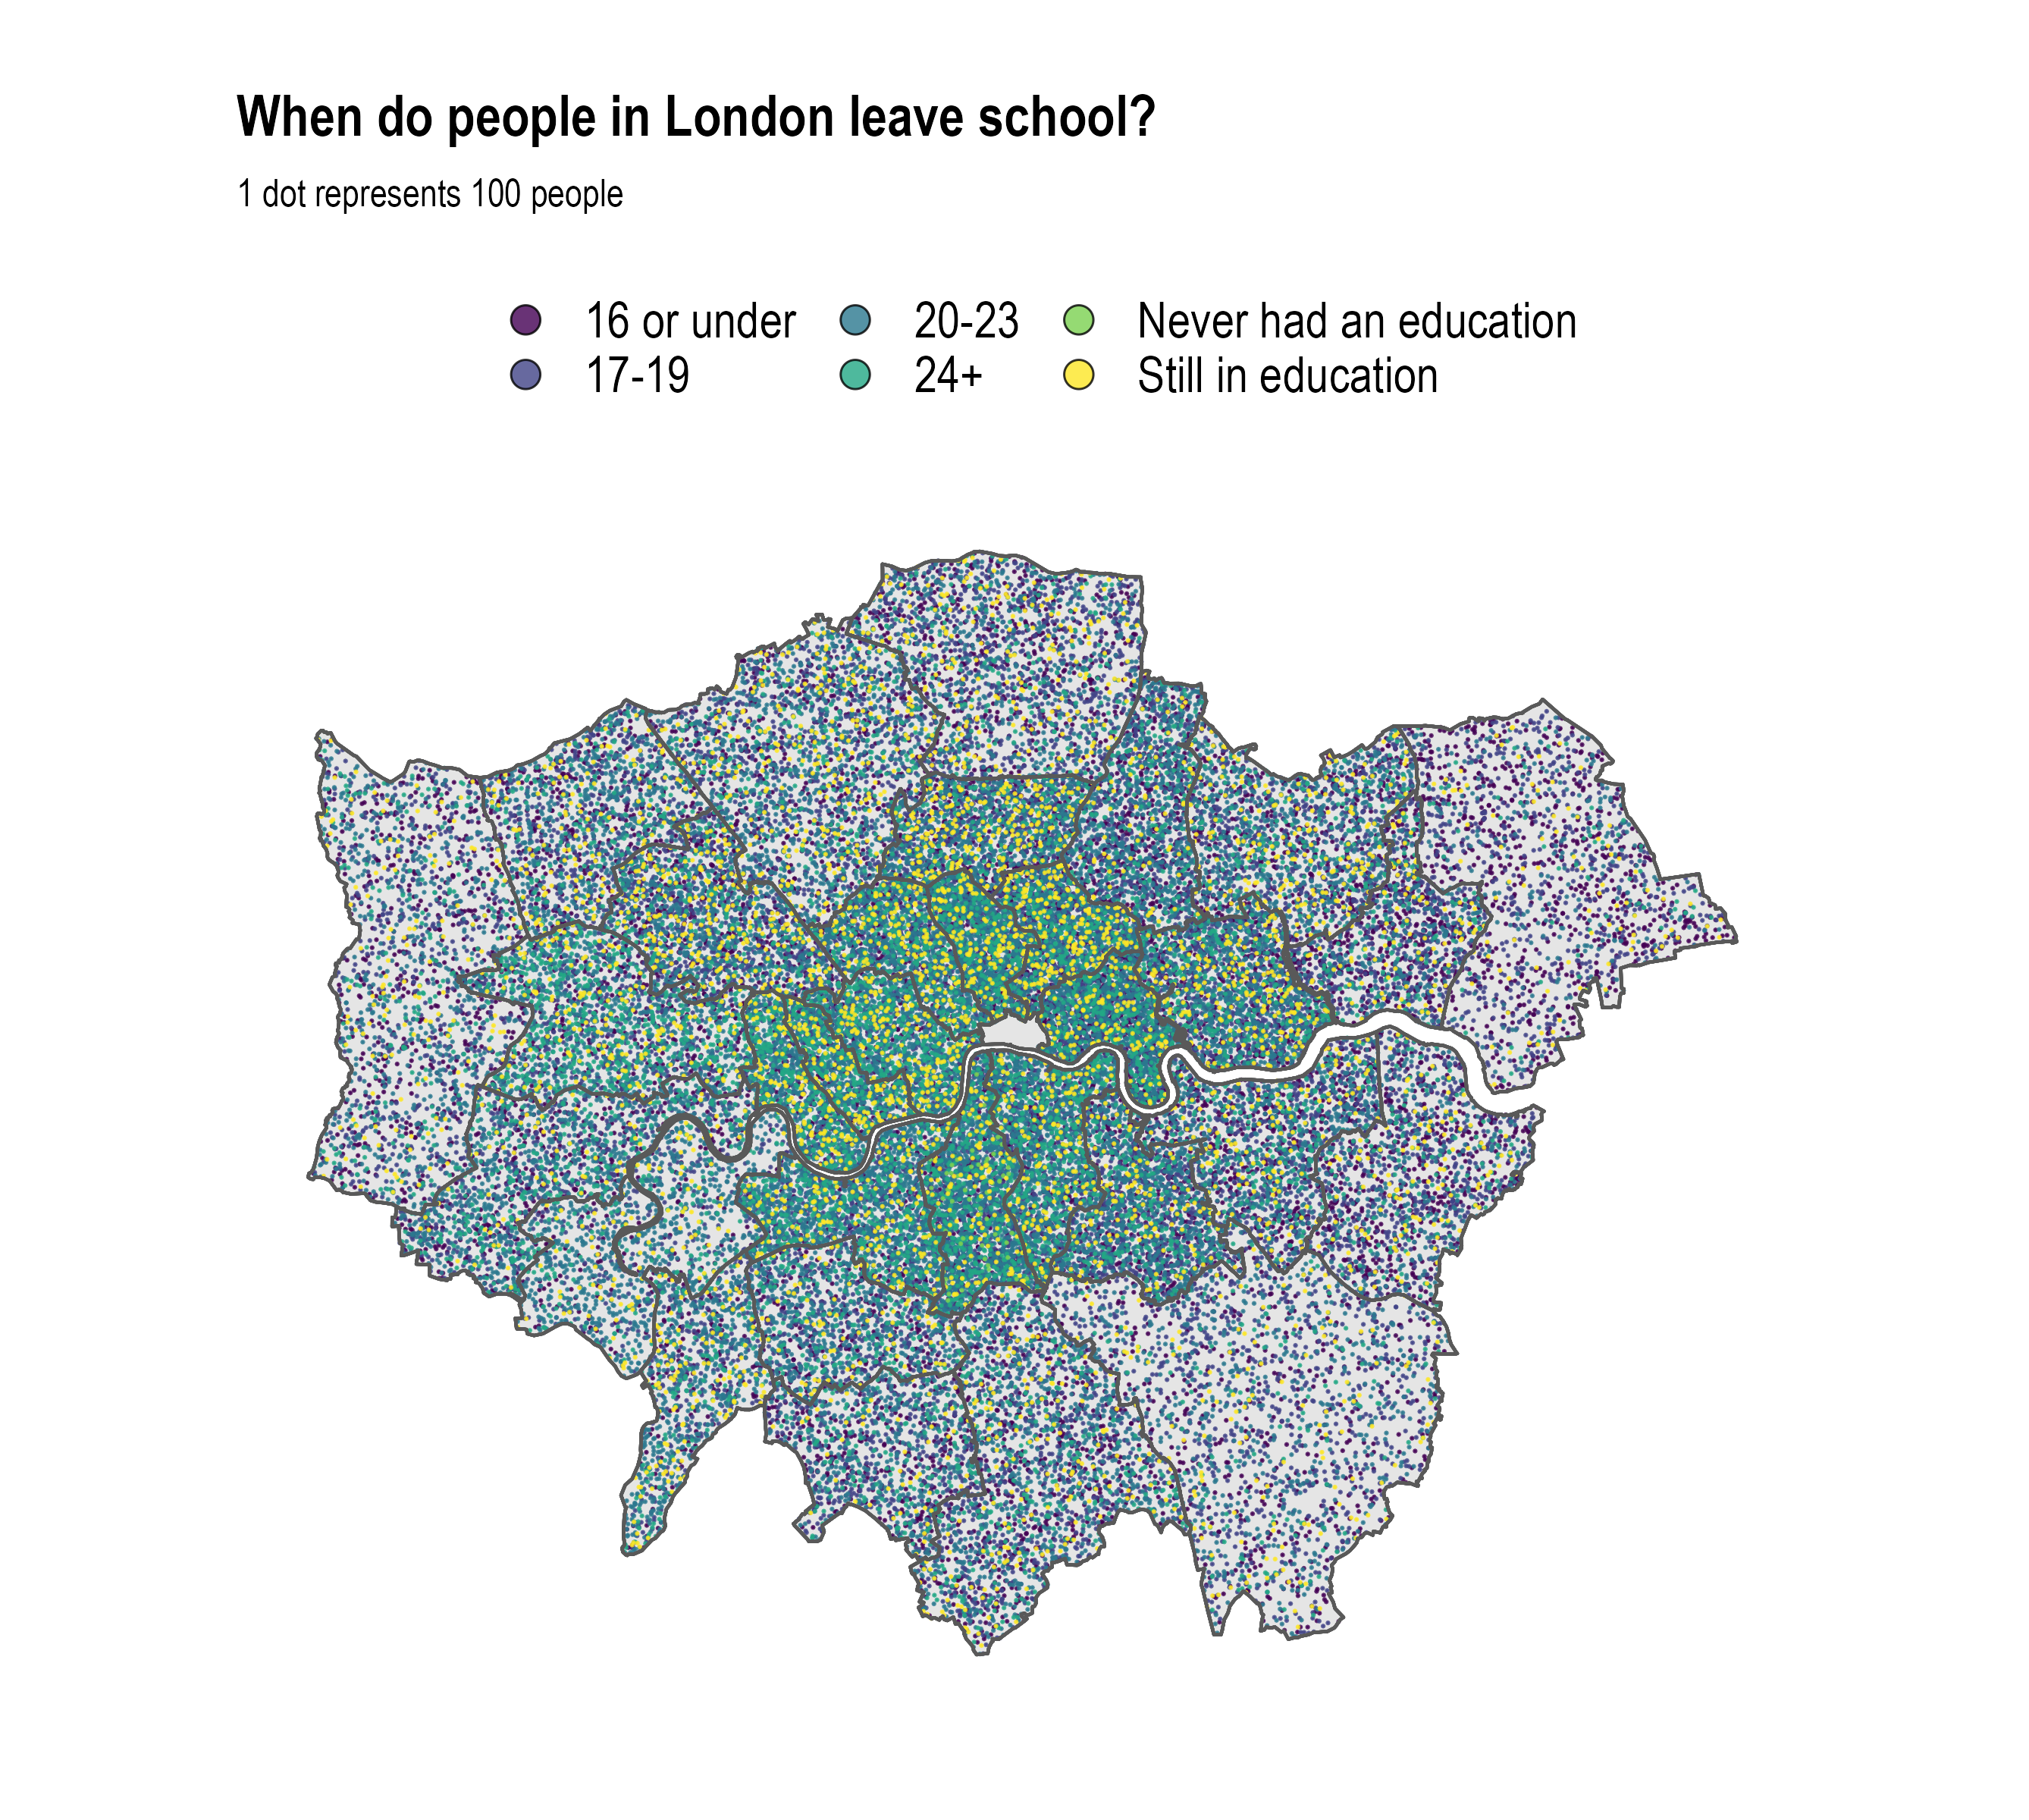 When do people in London leave school?
1 dot represents 100 people
16 or under 20-23 Never had an education
17-19 24+ Still in education